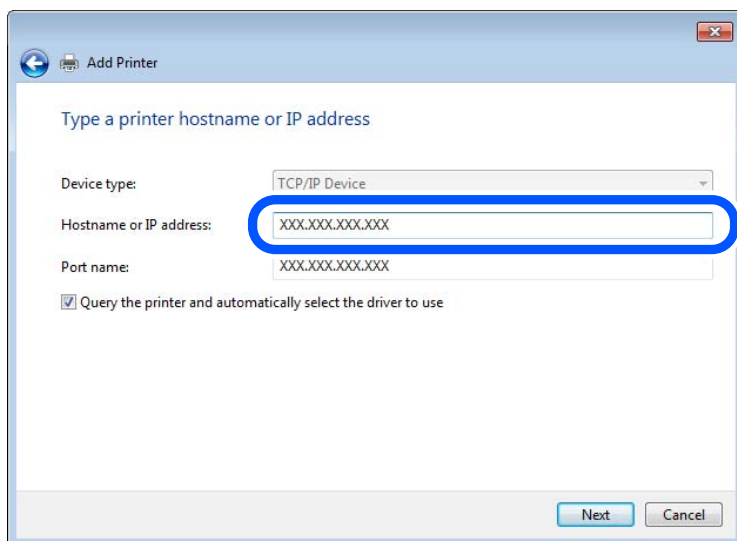 Add Printer
Type a printer hostname or IP address
Device type: TCP/IP Device
Hostname or IP address: XXX.XXX.XXX.XXX
Port name: XXX.XXX.XXX.XXX
Query the printer and automatically select the driver to use
Next Cancel